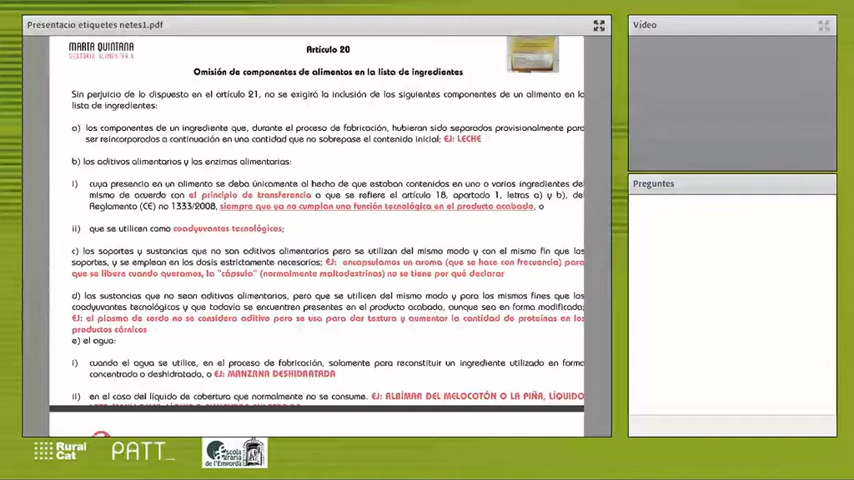 Presentacio etiquetes netes1.pdf
MARTA QUINTANA
GESTORIA ALIMENTARIA
Artículo 20
Omisión de componentes de alimentos en la lista de ingredientes
Sin perjuicio de lo dispuesto en el artículo 21, no se exigirá la inclusión de los siguientes componentes de un alimento en la
lista de ingredientes:
a) los componentes de un ingrediente que, durante el proceso de fabricación, hubieran sido separados provisionalmente para
ser reincorporados a continuación en una cantidad que no sobrepase el contenido inicial; EJ: LECHE
b) los aditivos alimentarios y las enzimas alimentarias:
i) cuya presencia en un alimento se deba únicamente al hecho de que estaban contenidos en uno o varios ingredientes del
mismo de acuerdo con el principio de transferencia a que se refiere el artículo 18, apartado 1, letras a) y b), del
Reglamento (CE) no 1333/2008, siempre que ya no cumplan una función tecnológica en el producto acabado, o
ii) que se utilicen como coadyuvantes tecnológicos;
c) los soportes y sustancias que no son aditivos alimentarios pero se utilizan del mismo modo y con el mismo fin que los
soportes, y se emplean en las dosis estrictamente necesarias; EJ: encapsulamos un aroma (que se hace con frecuencia) para
que se libere cuando queramos, la "cápsula" (normalmente maltodextrinas) no se tiene por qué declarar
d) las sustancias que no sean aditivos alimentarios, pero que se utilicen del mismo modo y para los mismos fines que los
coadyuvantes tecnológicos y que todavía se encuentren presentes en el producto acabado, aunque sea en forma modificada;
EJ: el plasma de cerdo no se considera aditivo pero se usa para dar textura y aumentar la cantidad de proteínas en los
productos cárnicos
e) el agua:
i) cuando el agua se utilice, en el proceso de fabricación, solamente para reconstituir un ingrediente utilizado en forma
concentrada o deshidratada, o EJ: MANZANA DESHIDRATADA
ii) en el caso del líquido de cobertura que normalmente no se consume. EJ: ALBÍMAR DEL MELOCOTÓN O LA PIÑA, LÍQUIDO
Vídeo
Preguntes
Rural
Cat
PATT
escola
agrària
de l'Empordà